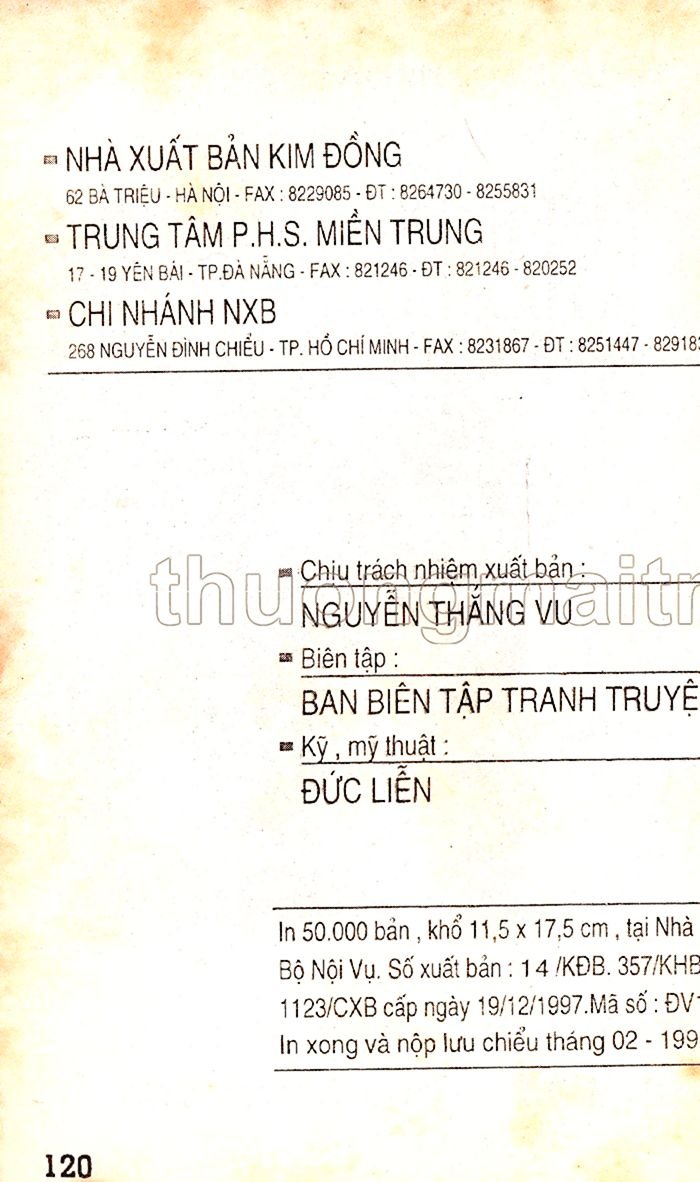 NHÀ XUẤT BẢN KIM ĐỒNG
62 BÀ TRIỆU - HÀ NỘI - FAX : 8229085 - ĐT : 8264730 - 8255831
TRUNG TÂM P.H.S. MIỀN TRUNG
17 - 19 YÊN BÁI - TP.ĐÀ NẴNG - FAX : 821246 - ĐT : 821246 - 820252
CHI NHÁNH NXB
268 NGUYỄN ĐÌNH CHIỂU - TP. HỒ CHÍ MINH - FAX : 8231867 - ĐT : 8251447 -
Chịu trách nhiệm xuất bản :
thuongmaitr
NGUYỄN THẮNG VU
Biên tập :
BAN BIÊN TẬP TRANH TRUYỆ
Kỹ , mỹ thuật :
ĐỨC LIỄN
In 50.000 bản , khổ 11,5 x 17,5 cm , tại Nhà
Bộ Nội Vụ. Số xuất bản : 14 /KĐB. 357/KHB
1123/CXB cấp ngày 19/12/1997.Mã số : ĐV
In xong và nộp lưu chiểu tháng 02 - 199
120